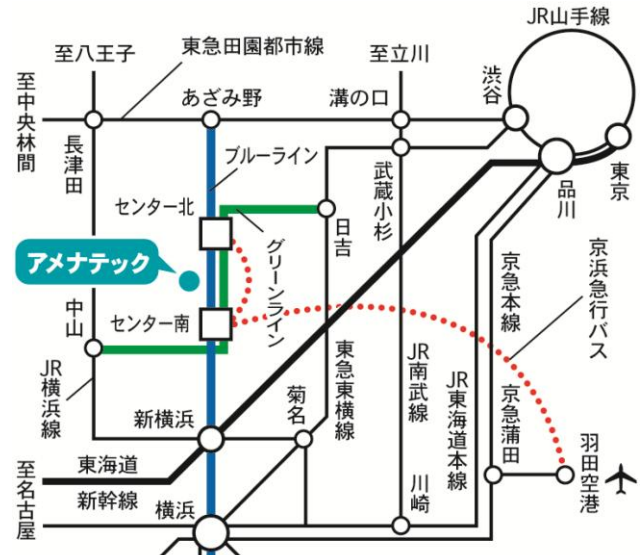 JR山手線
至八王子
東急田園都市線
至立川
渋谷
至中央林間
あざみ野
溝の口
長津田
ブルーライン
武蔵小杉
品川
東京
センター北
日吉
アメナテック
グリーンライン
京急本線
京浜急行バス
中山
センター南
JR横浜線
東急東横線
JR南武線
JR東海道本線
京急蒲田
菊名
新横浜
羽田空港
東海道
新幹線
至名古屋
川崎
横浜